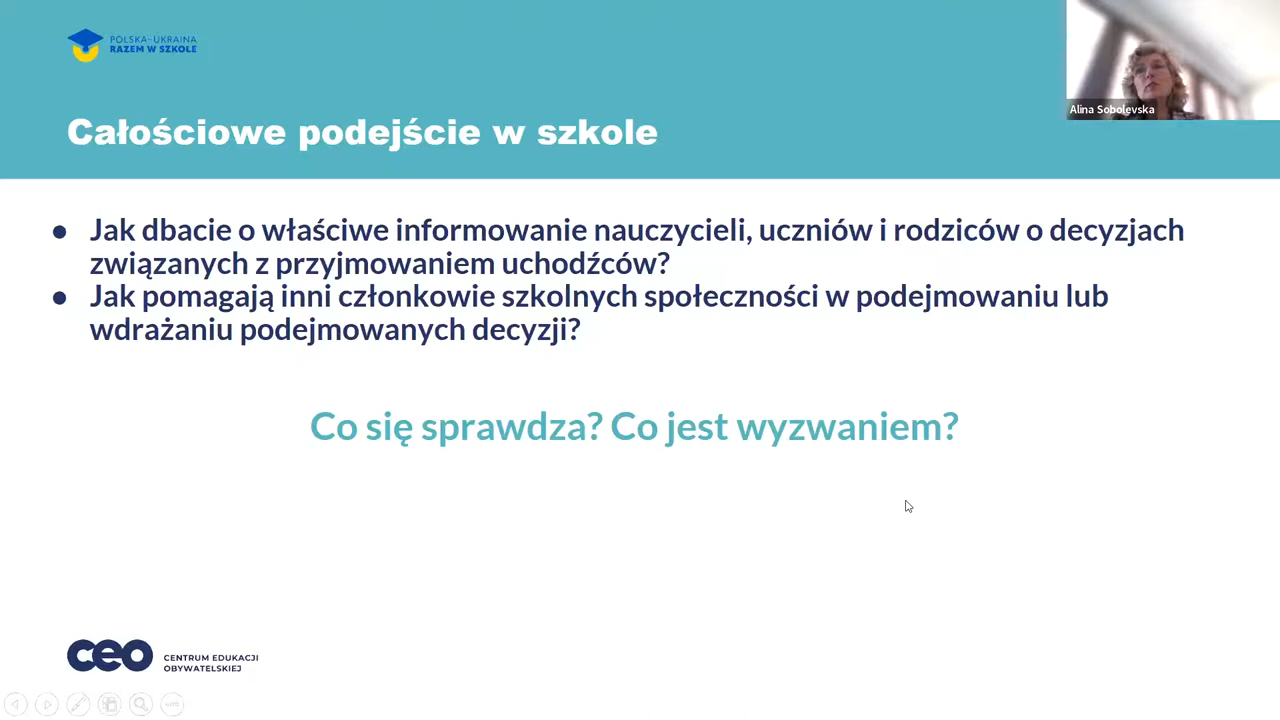 POLSKA-UKRAINA
RAZEM W SZKOLE
Alina Sobolevska
Całościowe podejście w szkole
● Jak dbacie o właściwe informowanie nauczycieli, uczniów i rodziców o decyzjach
związanych z przyjmowaniem uchodźców?
● Jak pomagają inni członkowie szkolnych społeczności w podejmowaniu lub
wdrażaniu podejmowanych decyzji?
Co się sprawdza? Co jest wyzwaniem?
ceo
CENTRUM EDUKACJI
OBYWATELSKIEJ